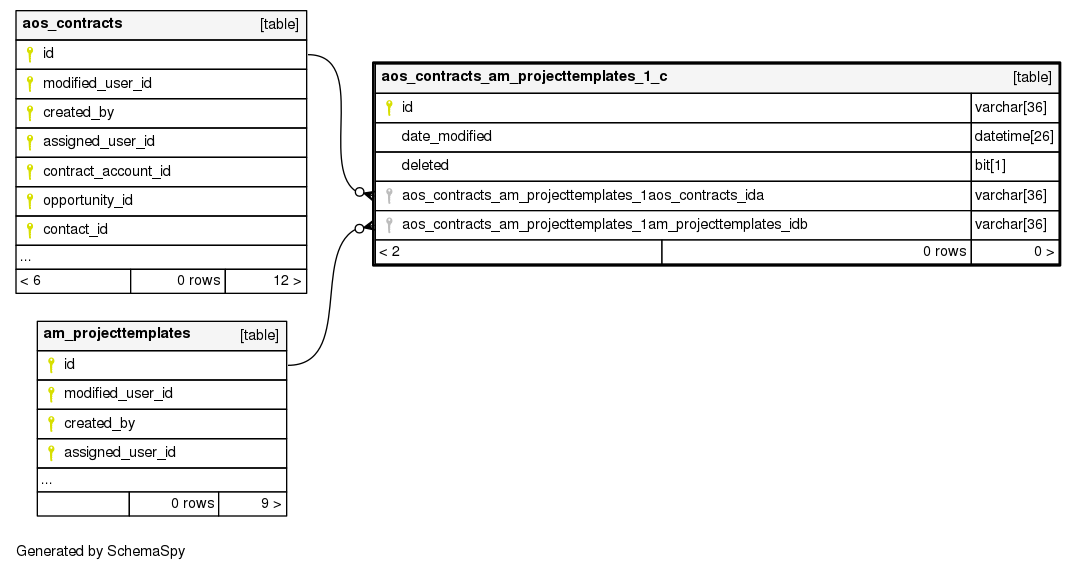 aos_contracts [table]
id
modified_user_id
created_by
assigned_user_id
contract_account_id
opportunity_id
contact_id
...
< 6 0 rows 12 >
aos_contracts_am_projecttemplates_1_c [table]
id varchar[36]
date_modified datetime[26]
deleted bit[1]
aos_contracts_am_projecttemplates_1aos_contracts_ida varchar[36]
aos_contracts_am_projecttemplates_1am_projecttemplates_idb varchar[36]
< 2 0 rows 0 >
am_projecttemplates [table]
id
modified_user_id
created_by
assigned_user_id
...
0 rows 9 >
Generated by SchemaSpy